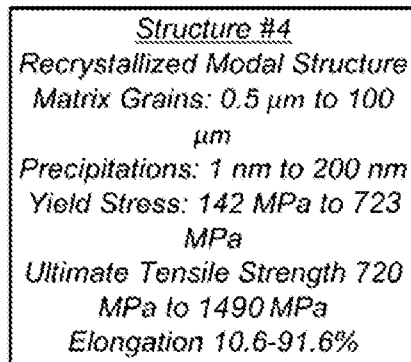 Structure #4
Recrystallized Modal Structure
Matrix Grains: 0.5 μm to 100
μm
Precipitations: 1 nm to 200 nm
Yield Stress: 142 MPa to 723
MPa
Ultimate Tensile Strength 720
MPa to 1490 MPa
Elongation 10.6-91.6%